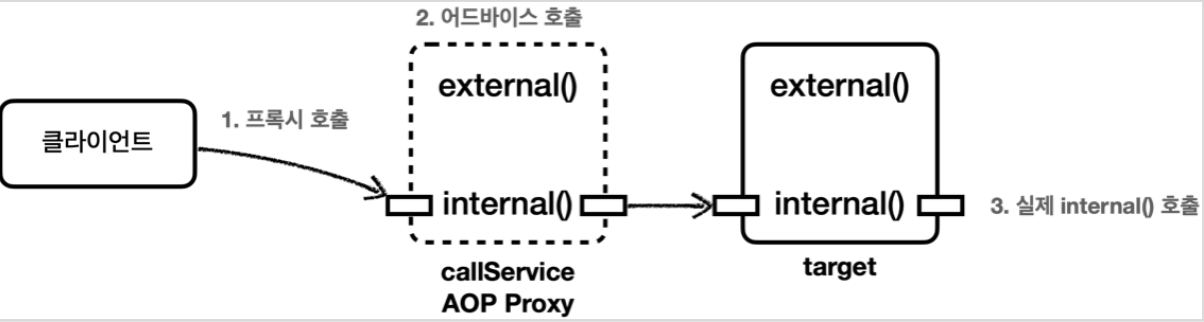 2. 어드바이스 호출
external()
external()
클라이언트
1. 프록시 호출
internal()
internal()
3. 실제 internal() 호출
callService
AOP Proxy
target